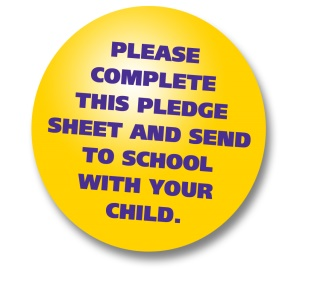 PLEASE
COMPLETE
THIS PLEDGE
SHEET AND SEND
TO SCHOOL
WITH YOUR
CHILD.